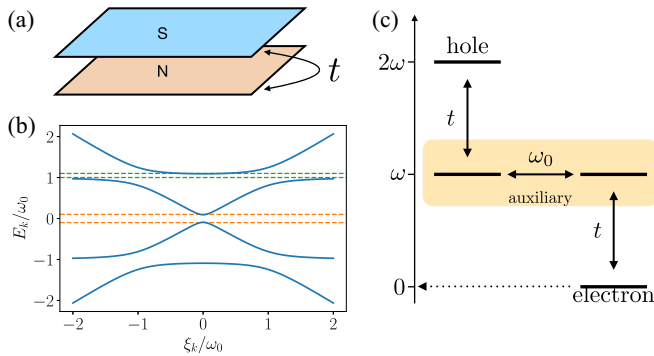 (a)
S
N
t
(b)
E_k/ω_0
2
1
0
−1
−2
−2
−1
0
1
2
ξ_k/ω_0
(c)
hole
2ω
t
ω_0
ω
auxiliary
t
0
electron